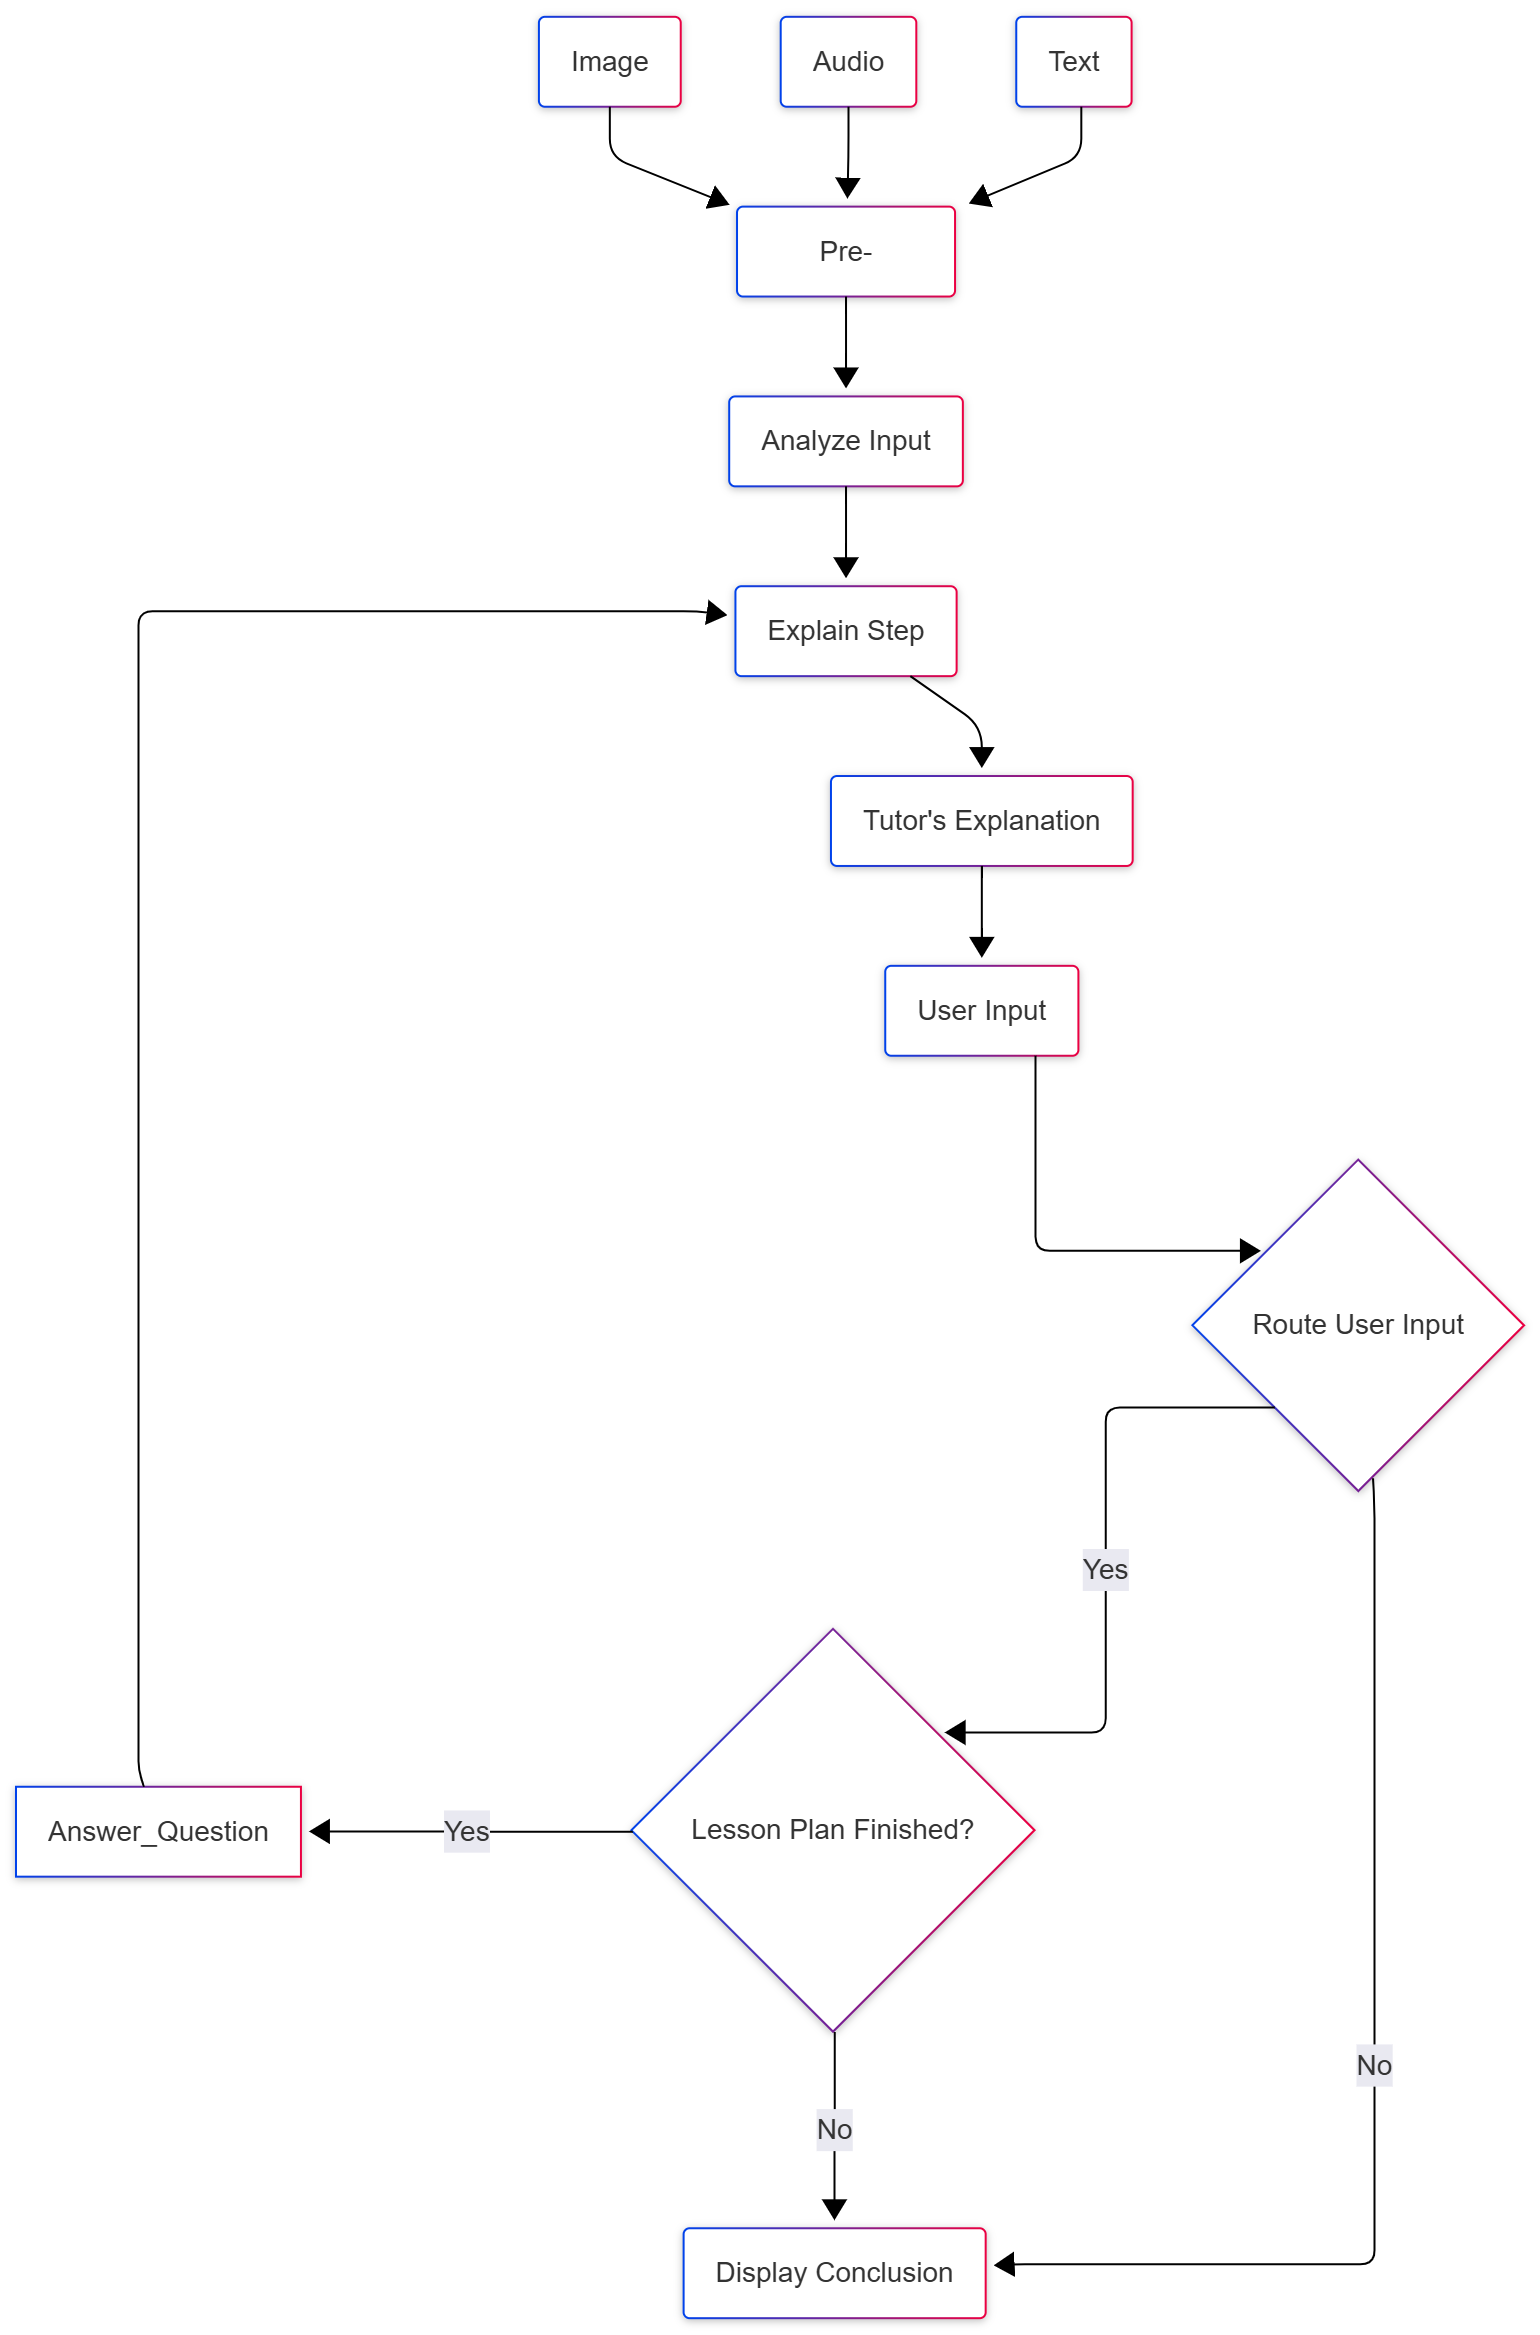 Image
Audio
Text
Pre-
Analyze Input
Explain Step
Tutor's Explanation
User Input
Route User Input
Yes
Lesson Plan Finished?
Answer_Question
Yes
No
No
Display Conclusion